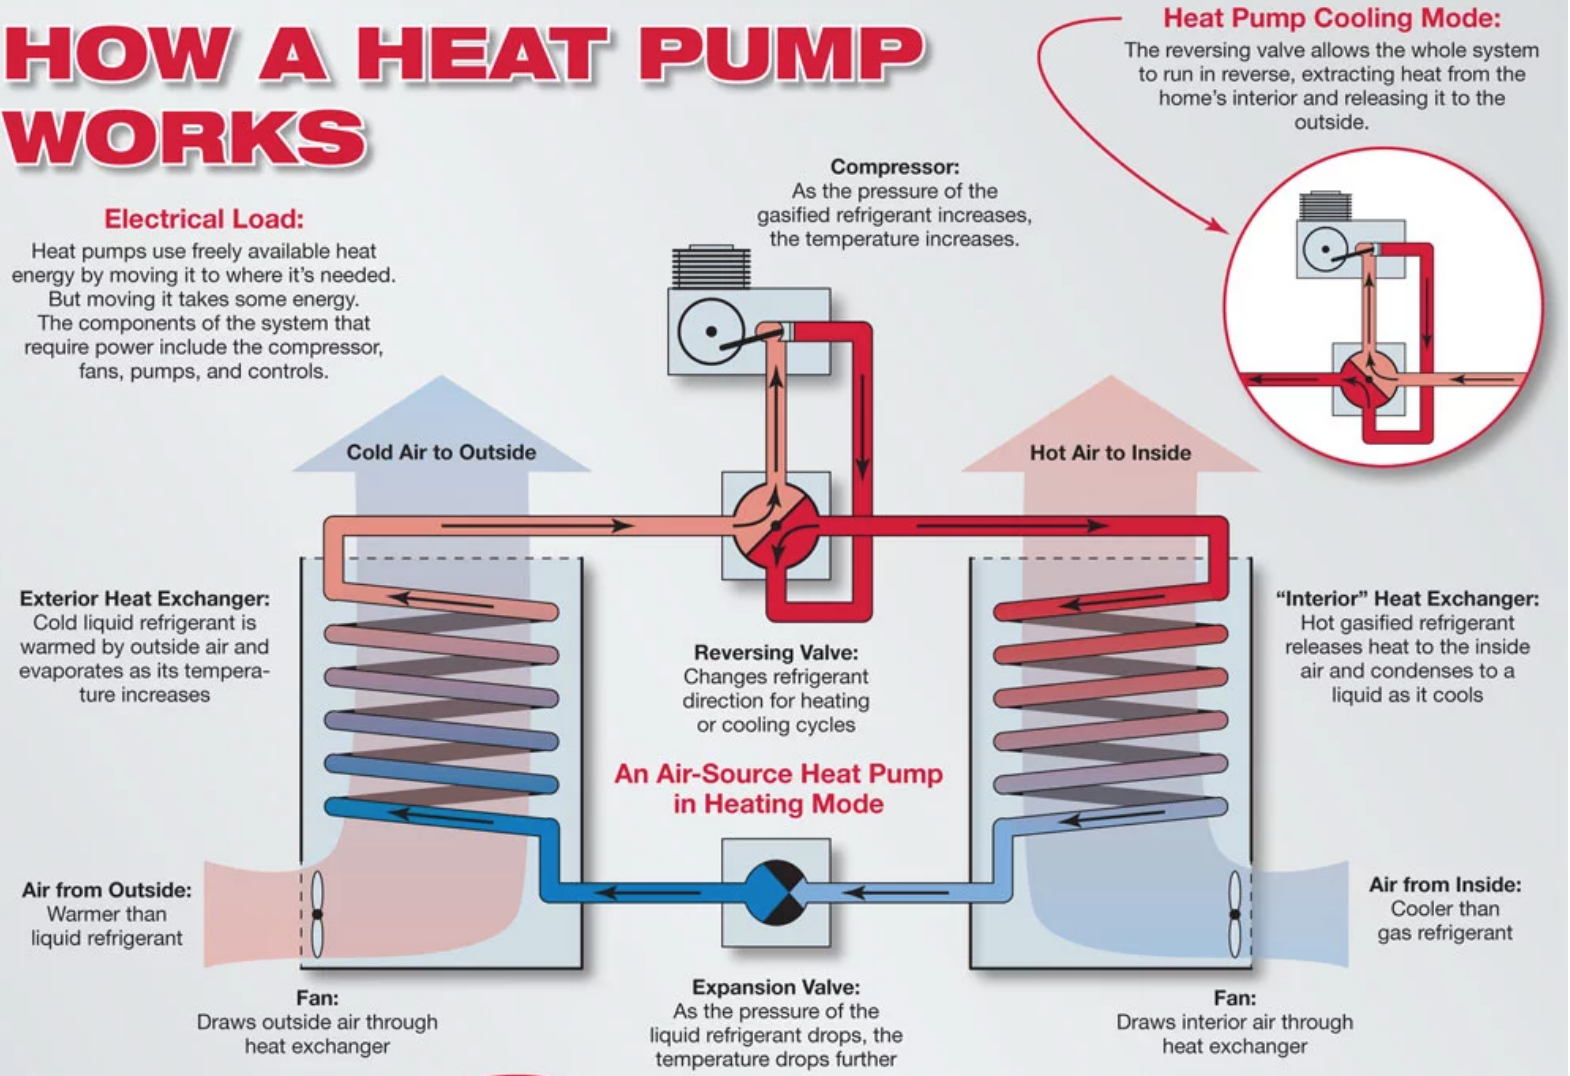 HOW A HEAT PUMP
WORKS
Heat Pump Cooling Mode:
The reversing valve allows the whole system
to run in reverse, extracting heat from the
home’s interior and releasing it to the
outside.
Electrical Load:
Heat pumps use freely available heat
energy by moving it to where it’s needed.
But moving it takes some energy.
The components of the system that
require power include the compressor,
fans, pumps, and controls.
Compressor:
As the pressure of the
gasified refrigerant increases,
the temperature increases.
Cold Air to Outside
Hot Air to Inside
Exterior Heat Exchanger:
Cold liquid refrigerant is
warmed by outside air and
evaporates as its tempera-
ture increases
Reversing Valve:
Changes refrigerant
direction for heating
or cooling cycles
“Interior” Heat Exchanger:
Hot gasified refrigerant
releases heat to the inside
air and condenses to a
liquid as it cools
An Air-Source Heat Pump
in Heating Mode
Air from Outside:
Warmer than
liquid refrigerant
Air from Inside:
Cooler than
gas refrigerant
Fan:
Draws outside air through
heat exchanger
Expansion Valve:
As the pressure of the
liquid refrigerant drops, the
temperature drops further
Fan:
Draws interior air through
heat exchanger